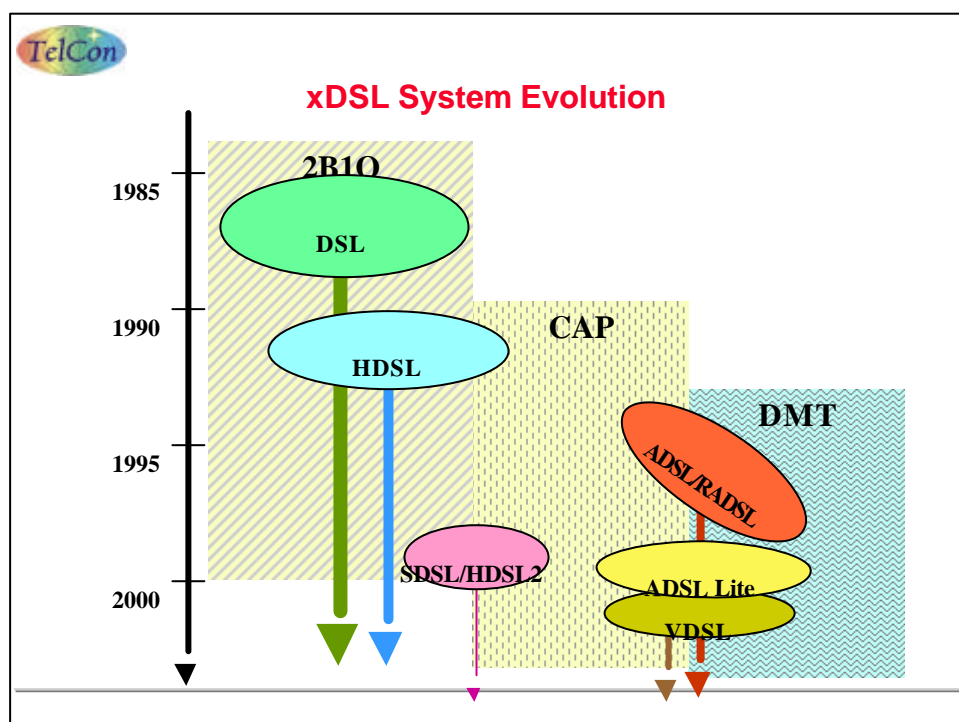 TelCon
xDSL System Evolution
2B1Q
1985
DSL
1990
CAP
HDSL
DMT
1995
ADSL/RADSL
SDSL/HDSL2
ADSL Lite
2000
VDSL